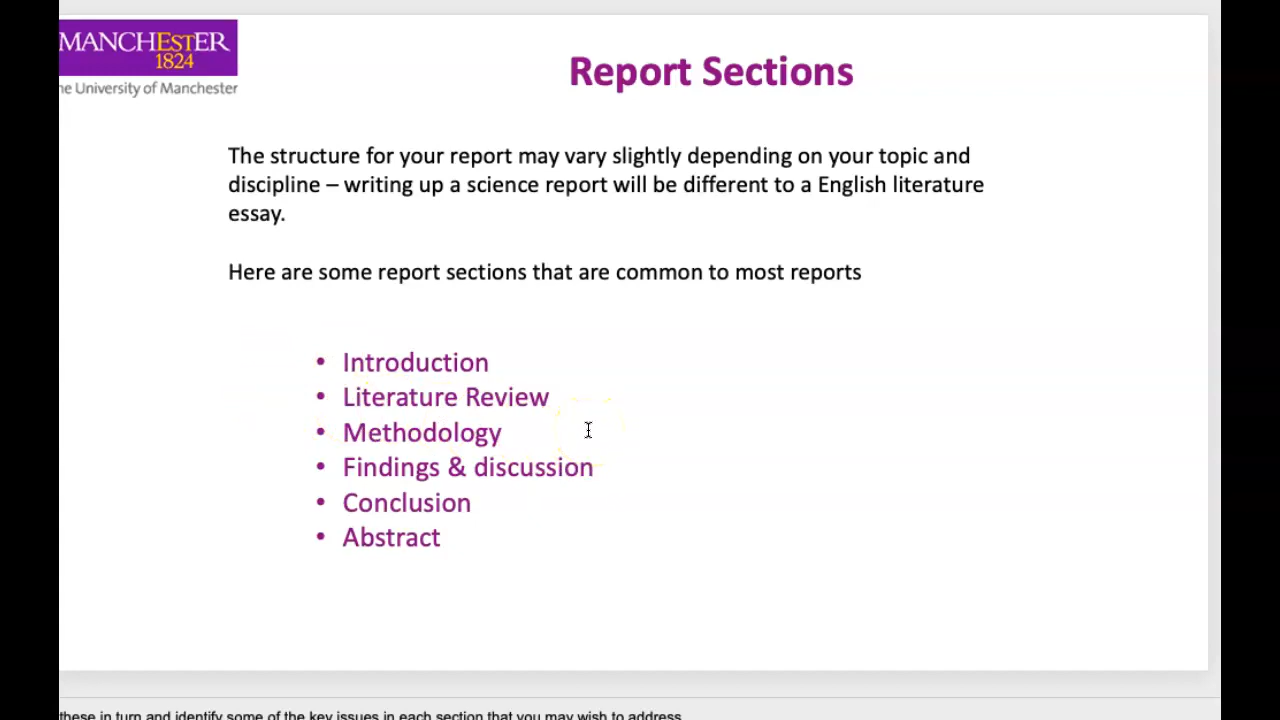 MANCHESTER
1824
he University of Manchester
Report Sections
The structure for your report may vary slightly depending on your topic and
discipline – writing up a science report will be different to a English literature
essay.
Here are some report sections that are common to most reports
• Introduction
• Literature Review
• Methodology
• Findings & discussion
• Conclusion
• Abstract
these in turn and identify some of the key issues in each section that you may wish to address